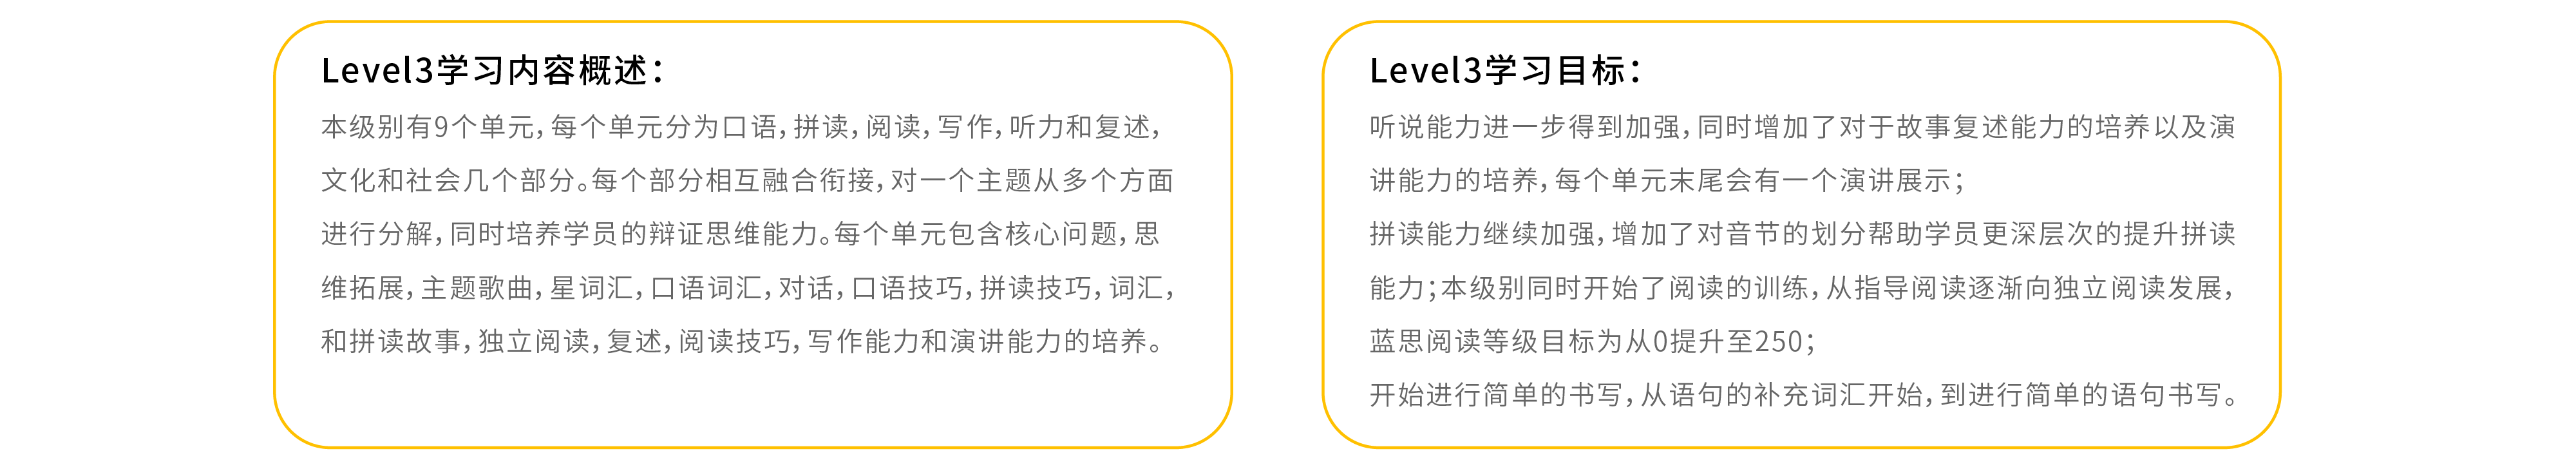 Level3学习内容概述：
本级别有9个单元，每个单元分为口语，拼读，阅读，写作，听力和复述，
文化和社会几个部分。每个部分相互融合衔接，对一个主题从多个方面
进行分解，同时培养学员的辩证思维能力。每个单元包含核心问题，思
维拓展，主题歌曲，星词汇，口语词汇，对话，口语技巧，拼读技巧，词汇，
和拼读故事，独立阅读，复述，阅读技巧，写作能力和演讲能力的培养。
Level3学习目标：
听说能力进一步得到加强，同时增加了对于故事复述能力的培养以及演
讲能力的培养，每个单元末尾会有一个演讲展示；
拼读能力继续加强，增加了对音节的划分帮助学员更深层次的提升拼读
能力；本级别同时开始了阅读的训练，从指导阅读逐渐向独立阅读发展，
蓝思阅读等级目标为从0提升至250；
开始进行简单的书写，从语句的补充词汇开始，到进行简单的语句书写。